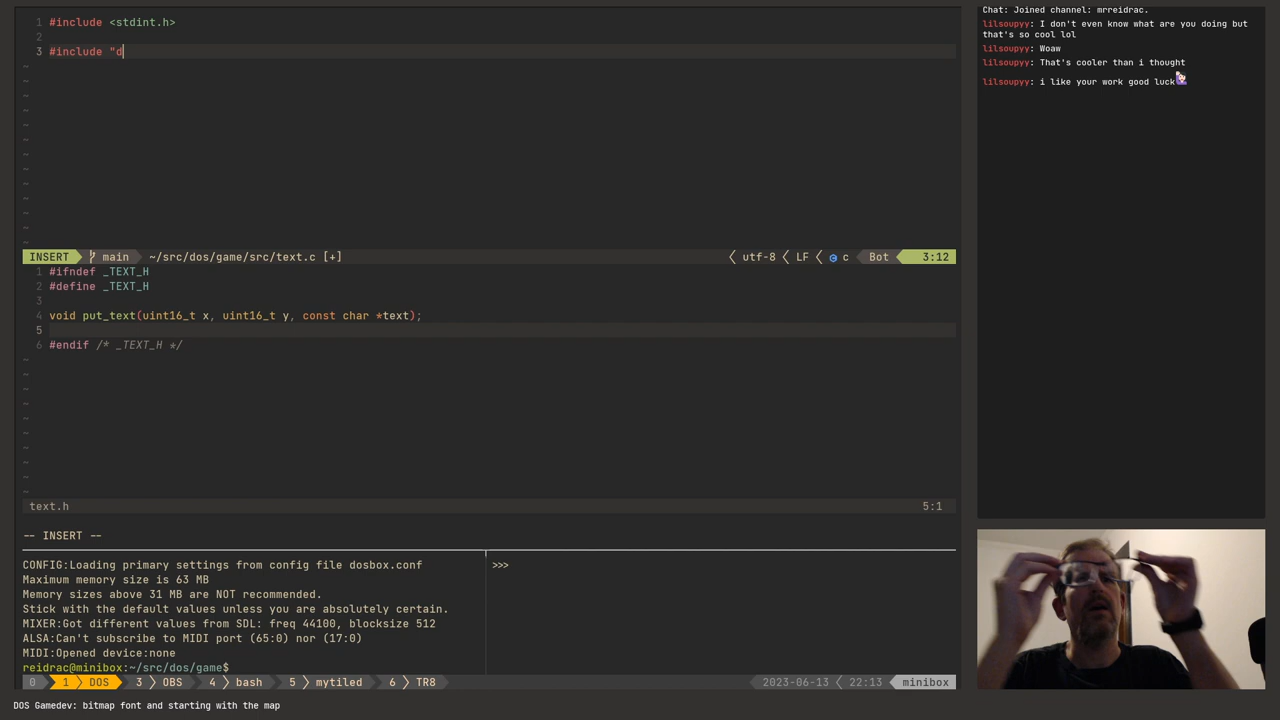 1 #include <stdint.h>
2
3 #include "d
~
~
~
~
~
~
~
~
~
~
~
~
~
INSERT main ~/src/dos/game/src/text.c [+] utf-8 LF c Bot 3:12
1 #ifndef _TEXT_H
2 #define _TEXT_H
3
4 void put_text(uint16_t x, uint16_t y, const char *text);
5
6 #endif /* _TEXT_H */
~
~
~
~
~
~
~
~
~
~
text.h 5:1
-- INSERT --
CONFIG:Loading primary settings from config file dosbox.conf
Maximum memory size is 63 MB
Memory sizes above 31 MB are NOT recommended.
Stick with the default values unless you are absolutely certain.
MIXER:Got different values from SDL: freq 44100, blocksize 512
ALSA:Can't subscribe to MIDI port (65:0) nor (17:0)
MIDI:Opened device:none
reidrac@minibox:~/src/dos/game$
>>>
0 1 DOS 3 OBS 4 bash 5 mytiled 6 TR8 2023-06-13 22:13 minibox
DOS Gamedev: bitmap font and starting with the map
Chat: Joined channel: mrreidrac.
lilsoupyy: I don't even know what are you doing but
that's so cool lol
lilsoupyy: Woaw
lilsoupyy: That's cooler than i thought
lilsoupyy: i like your work good luck